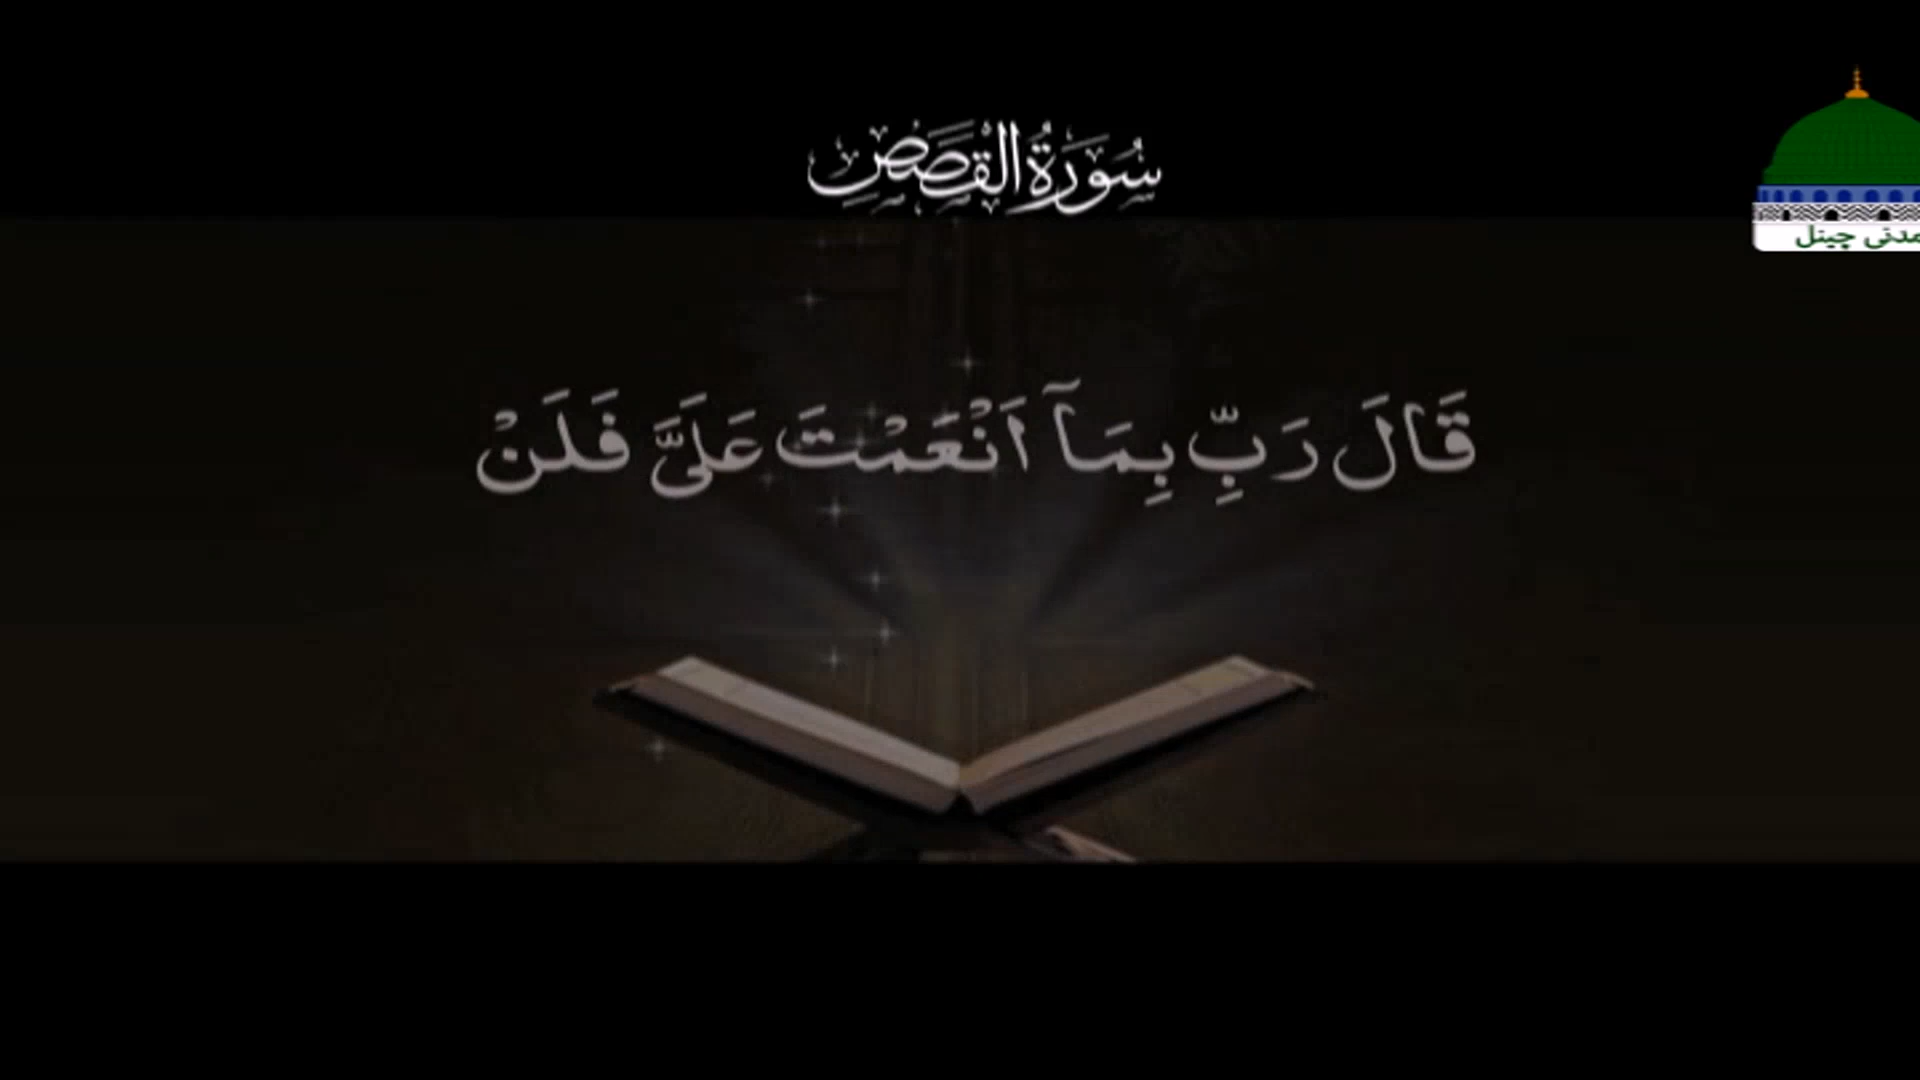 سُوْرَةُ الْقَصَصِ
مدنی چینل
قَالَ رَبِّ بِمَاۤ اَنْعَمْتَ عَلَیَّ فَلَنْ